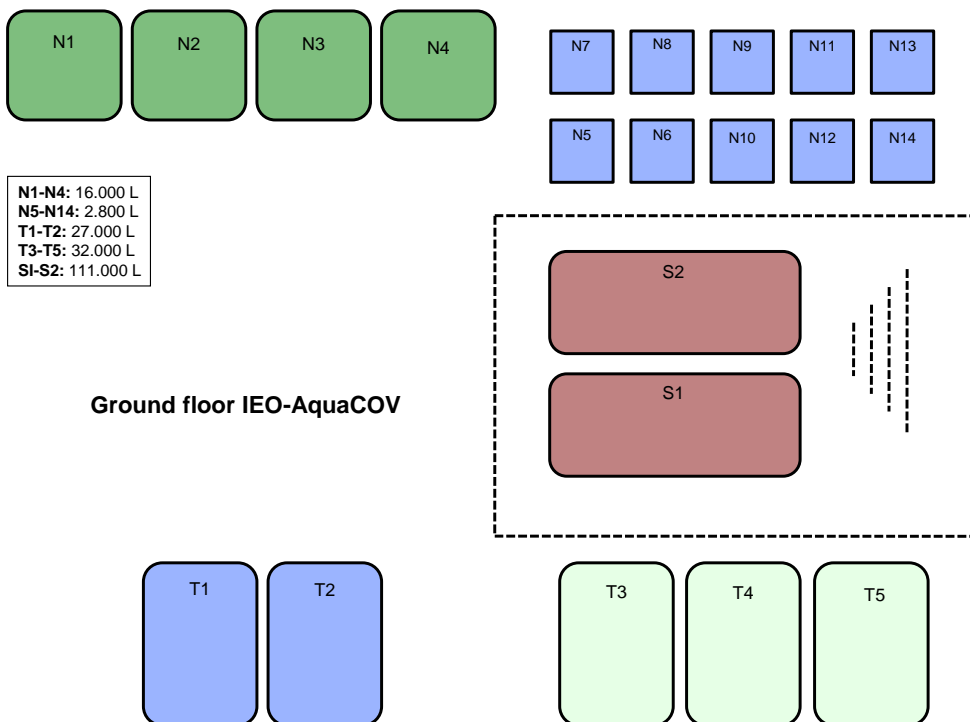 N1 N2 N3 N4
N7 N8 N9 N11 N13
N5 N6 N10 N12 N14
N1-N4: 16.000 L
N5-N14: 2.800 L
T1-T2: 27.000 L
T3-T5: 32.000 L
SI-S2: 111.000 L
S2
S1
Ground floor IEO-AquaCOV
T1 T2
T3 T4 T5